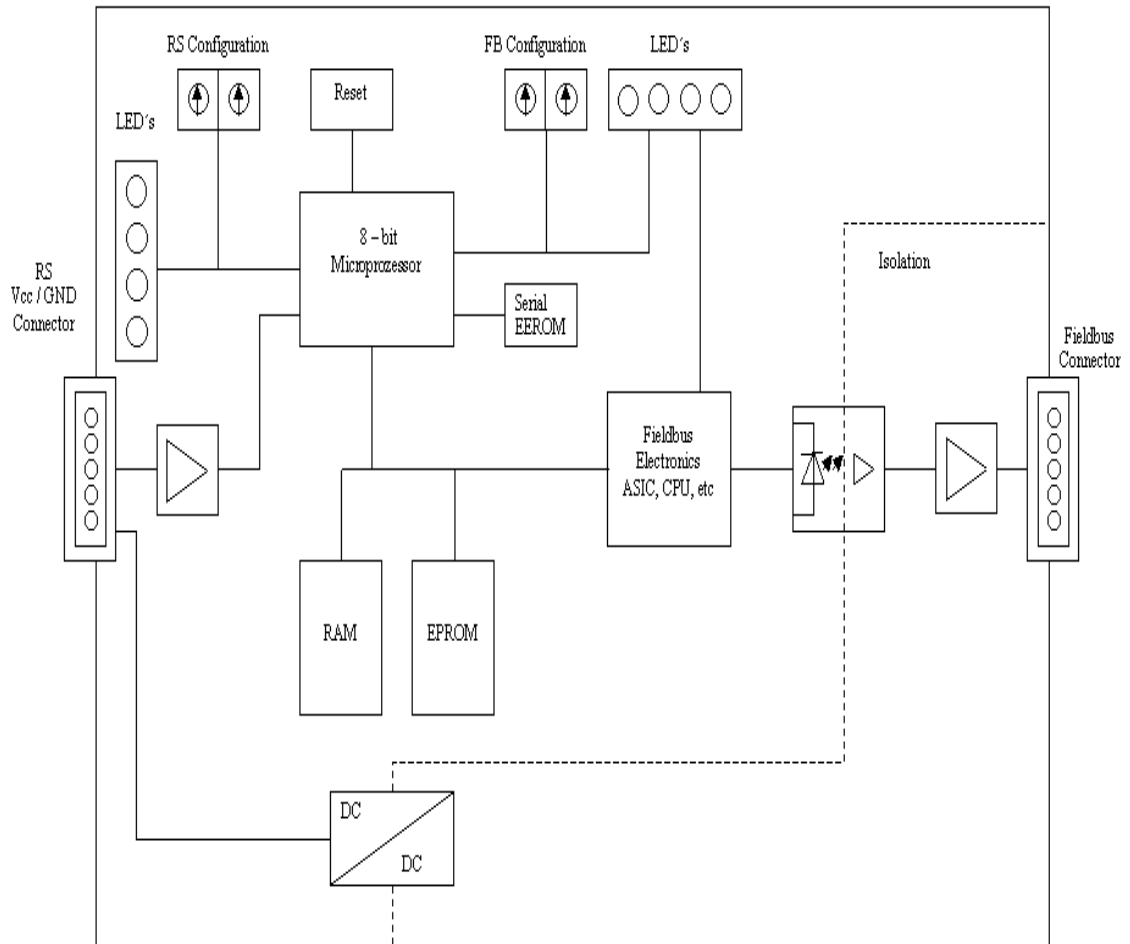 RS Configuration
FB Configuration
LED´s
Reset
LED´s
8 – bit
Microprozessor
Isolation
RS
Vcc / GND
Connector
Serial
EEROM
Fieldbus
Connector
Fieldbus
Electronics
ASIC, CPU, etc
RAM
EPROM
DC
DC